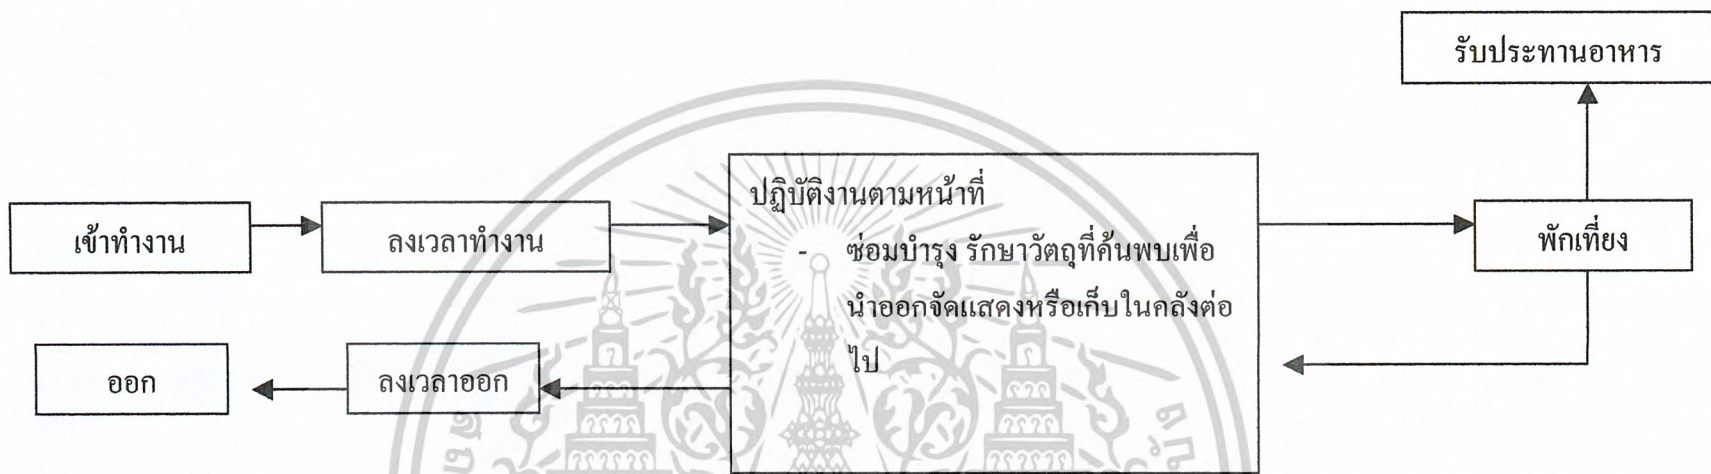 รับประทานอาหาร
เข้าทำงาน
ลงเวลาทำงาน
ปฏิบัติงานตามหน้าที่
- ซ่อมบำรุง รักษาวัตถุที่ค้นพบเพื่อ
นำออกจัดแสดงหรือเก็บในคลังต่อ
ไป
พักเที่ยง
ลงเวลาออก
ออก